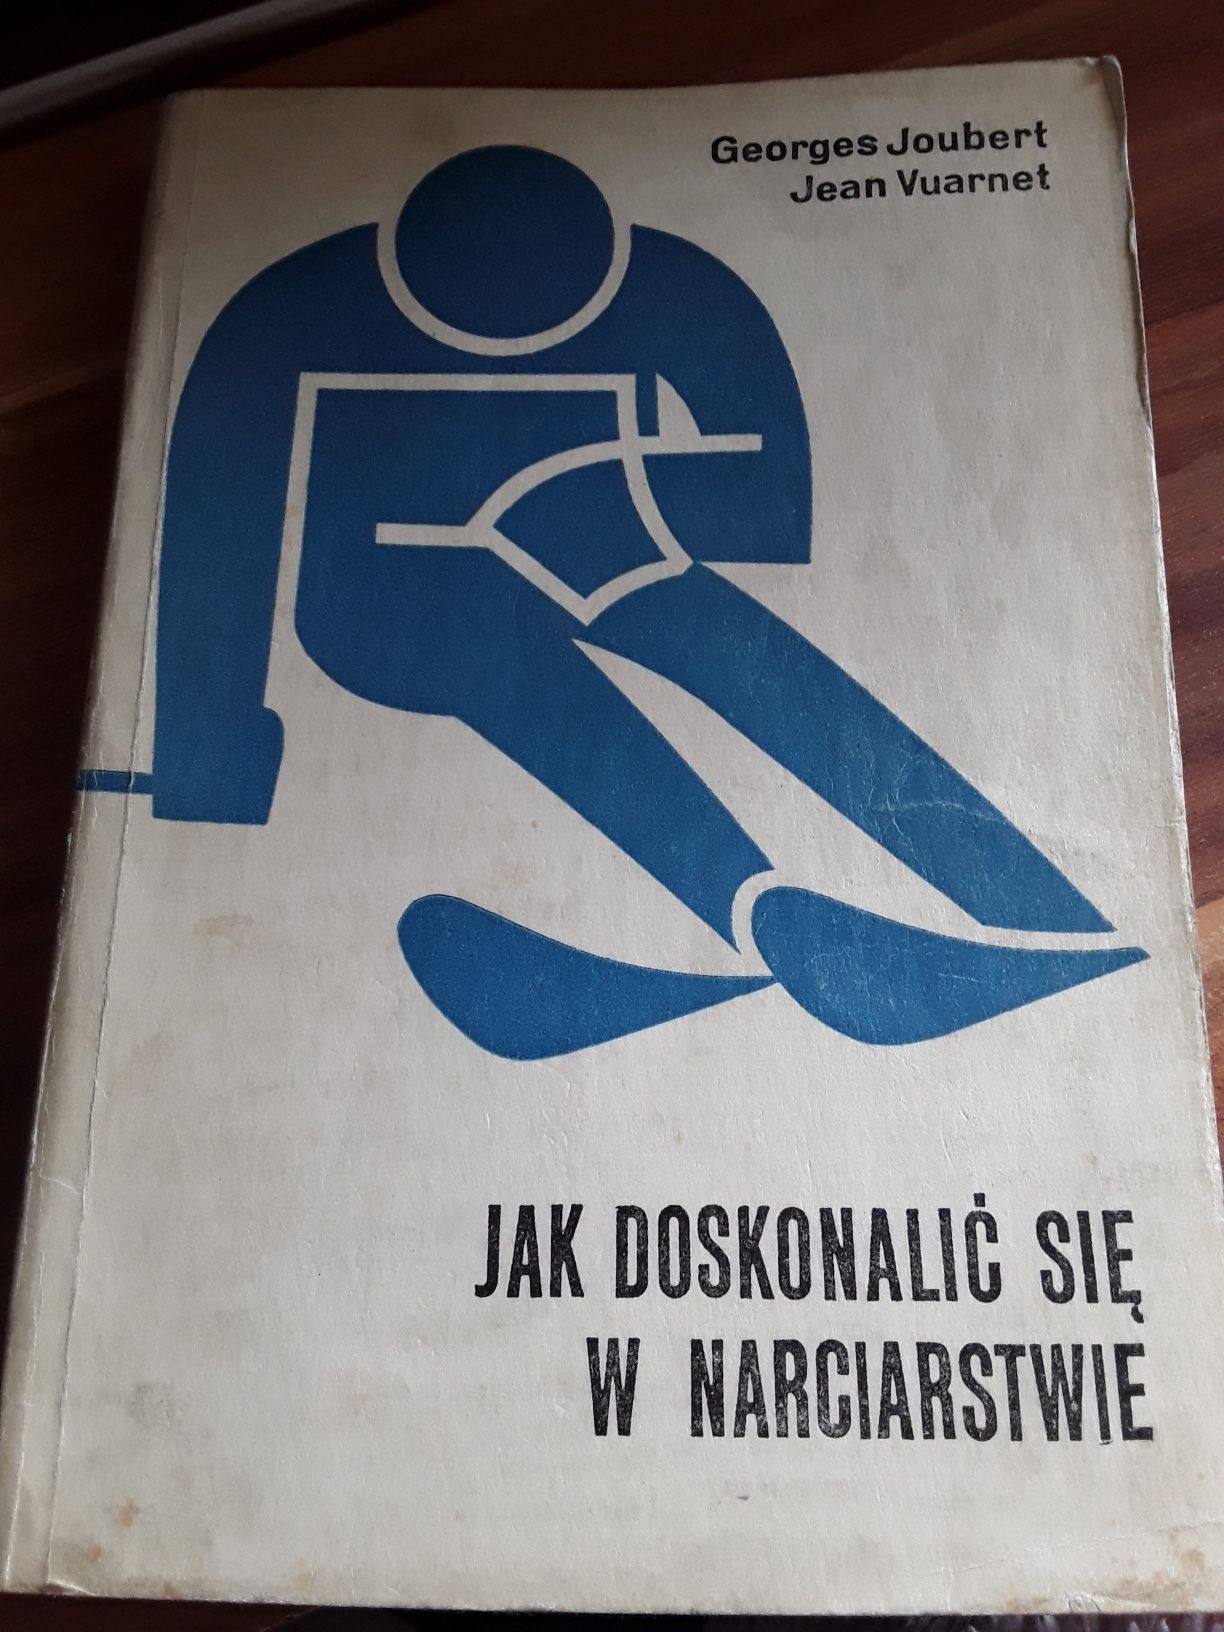 Georges Joubert
Jean Vuarnet
JAK DOSKONALIĆ SIĘ
W NARCIARSTWIE